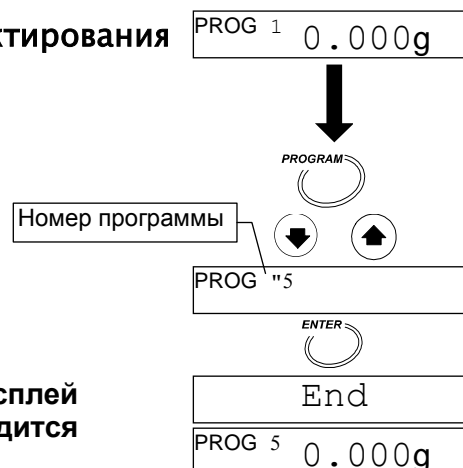 ктирования
PROG 1 0.000g
PROGRAM
Номер программы
PROG "5
ENTER
сплей
End
дится
PROG 5 0.000g